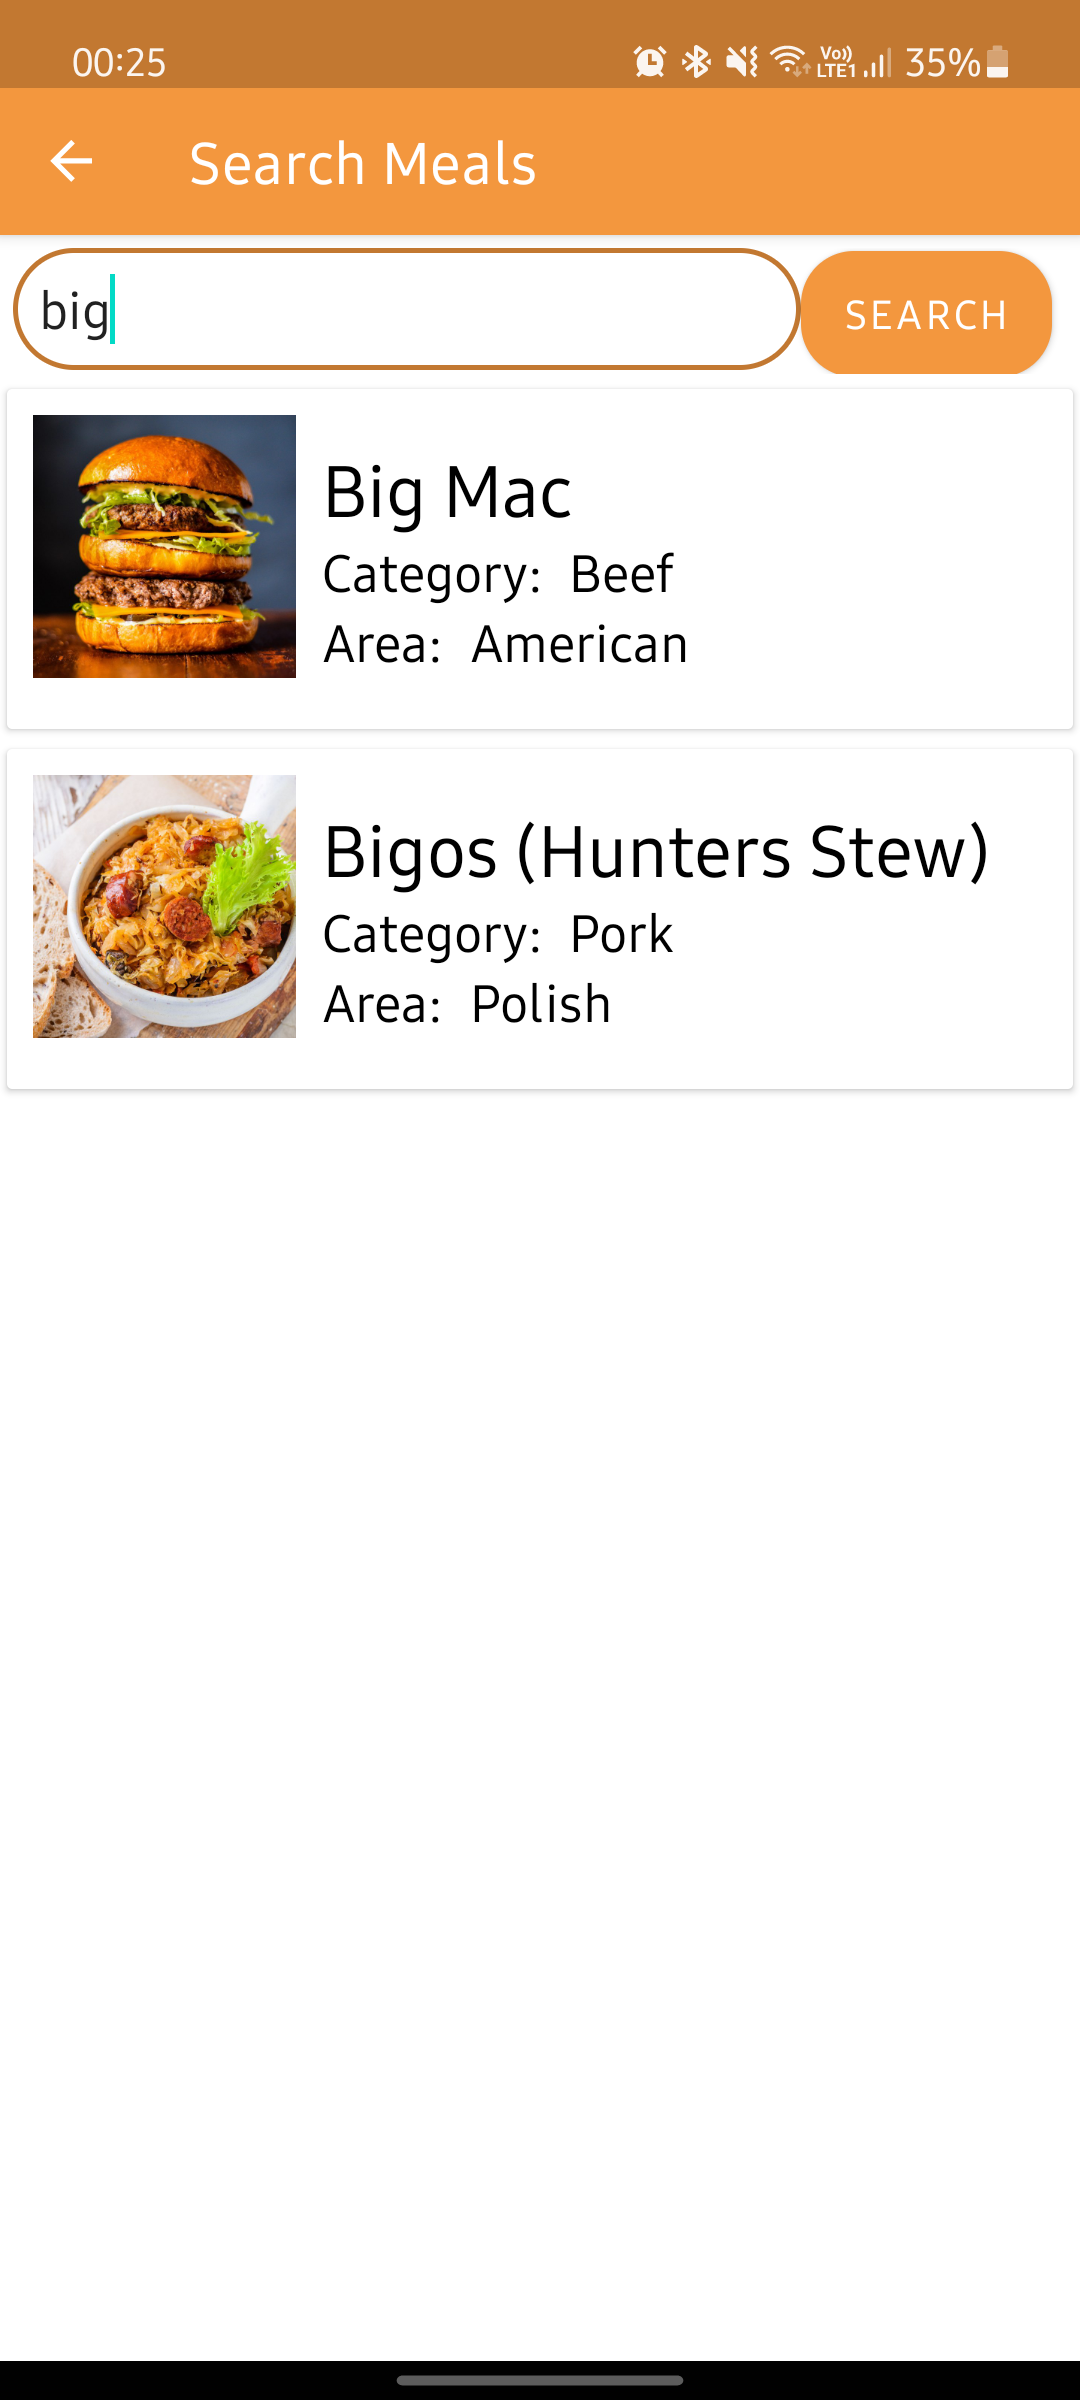 00:25 Vo)) LTE1 35%
Search Meals
big SEARCH
Big Mac
Category: Beef
Area: American
Bigos (Hunters Stew)
Category: Pork
Area: Polish